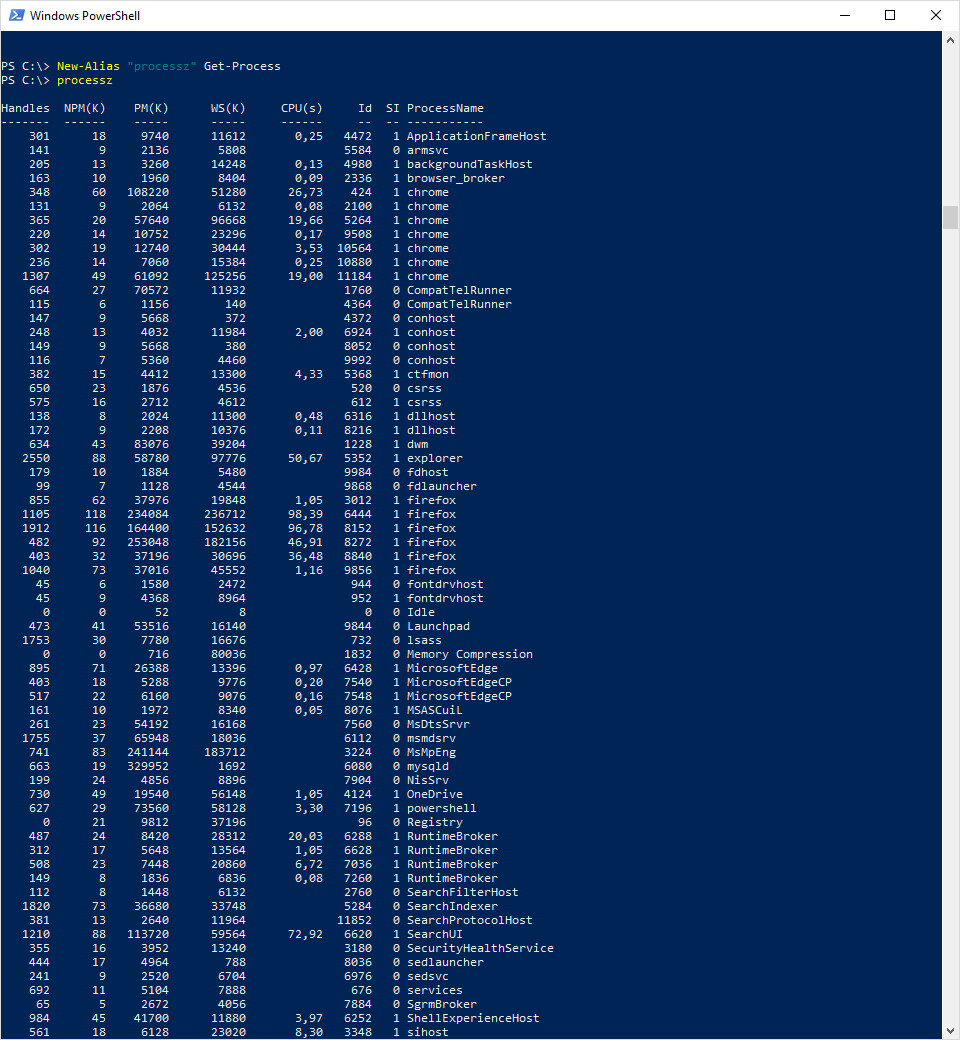 Windows PowerShell
PS C:\> New-Alias "processz" Get-Process
PS C:\> processz
Handles  NPM(K)    PM(K)      WS(K)     CPU(s)     Id  SI ProcessName
-------  ------    -----      -----     ------     --  -- -----------
    301      18     9740      11612       0,25   4472   1 ApplicationFrameHost
    141       9     2136       5808              5584   0 armsvc
    205      13     3260      14248       0,13   4980   1 backgroundTaskHost
    163      10     1960       8404       0,09   2336   1 browser_broker
    348      60   108220      51280      26,73    424   1 chrome
    131       9     2064       6132       0,08   2100   1 chrome
    365      20    57640      96668      19,66   5264   1 chrome
    220      14    10752      23296       0,17   9508   1 chrome
    302      19    12740      30444       3,53  10564   1 chrome
    236      14     7060      15384       0,25  10880   1 chrome
   1307      49    61092     125256      19,00  11184   1 chrome
    664      27    70572      11932              1760   0 CompatTelRunner
    115       6     1156        140              4364   0 CompatTelRunner
    147       9     5668        372              4372   0 conhost
    248      13     4032      11984       2,00   6924   1 conhost
    149       9     5668        380              8052   0 conhost
    116       7     5360       4460              9992   0 conhost
    382      15     4412      13300       4,33   5368   1 ctfmon
    650      23     1876       4536               520   0 csrss
    575      16     2712       4612               612   1 csrss
    138       8     2024      11300       0,48   6316   1 dllhost
    172       9     2208      10376       0,11   8216   1 dllhost
    634      43    83076      39204              1228   1 dwm
   2550      88    58780      97776      50,67   5352   1 explorer
    179      10     1884       5480              9984   0 fdhost
     99       7     1128       4544              9868   0 fdlauncher
    855      62    37976      19848       1,05   3012   1 firefox
   1105     118   234084     236712      98,39   6444   1 firefox
   1912     116   164400     152632      96,78   8152   1 firefox
    482      92   253048     182156      46,91   8272   1 firefox
    403      32    37196      30696      36,48   8840   1 firefox
   1040      73    37016      45552       1,16   9856   1 firefox
     45       6     1580       2472               944   0 fontdrvhost
     45       9     4368       8964               952   1 fontdrvhost
      0       0       52          8                 0   0 Idle
    473      41    53516      16140              9844   0 Launchpad
   1753      30     7780      16676               732   0 lsass
      0       0      716      80036              1832   0 Memory Compression
    895      71    26388      13396       0,97   6428   1 MicrosoftEdge
    403      18     5288       9776       0,20   7540   1 MicrosoftEdgeCP
    517      22     6160       9076       0,16   7548   1 MicrosoftEdgeCP
    161      10     1972       8340       0,05   8076   1 MSASCuiL
    261      23    54192      16168              7560   0 MsDtsSrvr
   1755      37    65948      18036              6112   0 msmdsrv
    741      83   241144     183712              3224   0 MsMpEng
    663      19   329952       1692              6080   0 mysqld
    199      24     4856       8896              7904   0 NisSrv
    730      49    19540      56148       1,05   4124   1 OneDrive
    627      29    73560      58128       3,30   7196   1 powershell
      0      21     9812      37196                96   0 Registry
    487      24     8420      28312      20,03   6288   1 RuntimeBroker
    312      17     5648      13564       1,05   6628   1 RuntimeBroker
    508      23     7448      20860       6,72   7036   1 RuntimeBroker
    149       8     1836       6836       0,08   7260   1 RuntimeBroker
    112       8     1448       6132              2760   0 SearchFilterHost
   1820      73    36680      33748              5284   0 SearchIndexer
    381      13     2640      11964             11852   0 SearchProtocolHost
   1210      88   113720      59564      72,92   6620   1 SearchUI
    355      16     3952      13240              3180   0 SecurityHealthService
    444      17     4964        788              8036   0 sedlauncher
    241       9     2520       6704              6976   0 sedsvc
    692      11     5104       7888               676   0 services
     65       5     2672       4056              7884   0 SgrmBroker
    984      45    41700      11880       3,97   6252   1 ShellExperienceHost
    561      18     6128      23020       8,30   3348   1 sihost